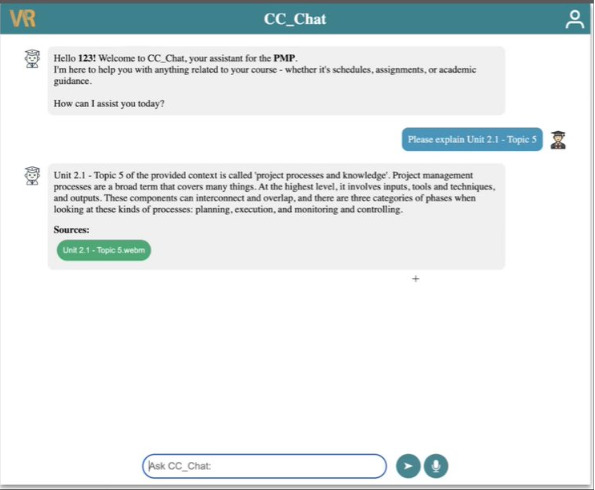 VR
CC_Chat
Hello 123! Welcome to CC_Chat, your assistant for the PMP.
I'm here to help you with anything related to your course - whether it's schedules, assignments, or academic
guidance.
How can I assist you today?
Please explain Unit 2.1 - Topic 5
Unit 2.1 - Topic 5 of the provided context is called 'project processes and knowledge'. Project management
processes are a broad term that covers many things. At the highest level, it involves inputs, tools and techniques,
and outputs. These components can interconnect and overlap, and there are three categories of phases when
looking at these kinds of processes: planning, execution, and monitoring and controlling.
Sources:
Unit 2.1 - Topic 5.webm
Ask CC_Chat: